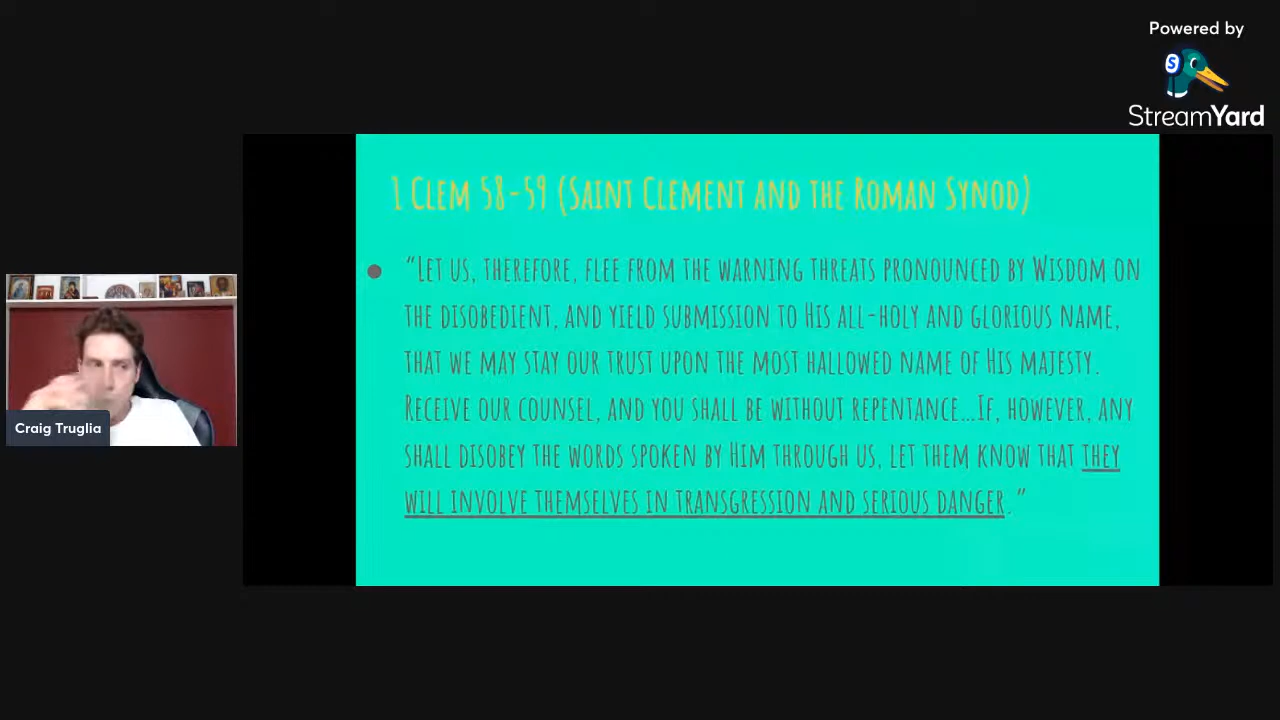 Powered by
S
StreamYard
1 Clem 58-59 (Saint Clement and the Roman Synod)
● “Let us, therefore, flee from the warning threats pronounced by Wisdom on
the disobedient, and yield submission to His all-holy and glorious name,
that we may stay our trust upon the most hallowed name of His majesty.
Receive our counsel, and you shall be without repentance…If, however, any
shall disobey the words spoken by Him through us, let them know that they
will involve themselves in transgression and serious danger.”
Craig Truglia